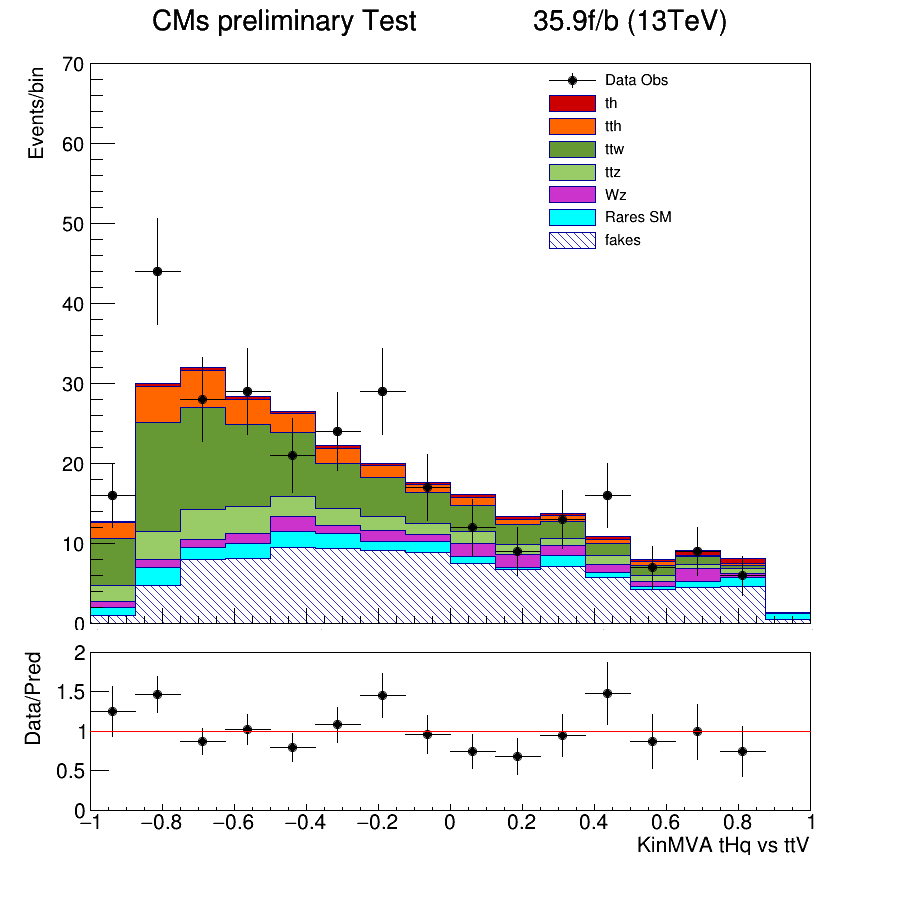 CMs preliminary Test 35.9f/b (13TeV)
Events/bin
70
60
50
40
30
20
10
0
Data Obs
th
tth
ttw
ttz
Wz
Rares SM
fakes
Data/Pred
2
1.5
1
0.5
0
−1 −0.8 −0.6 −0.4 −0.2 0 0.2 0.4 0.6 0.8 1
KinMVA tHq vs ttV